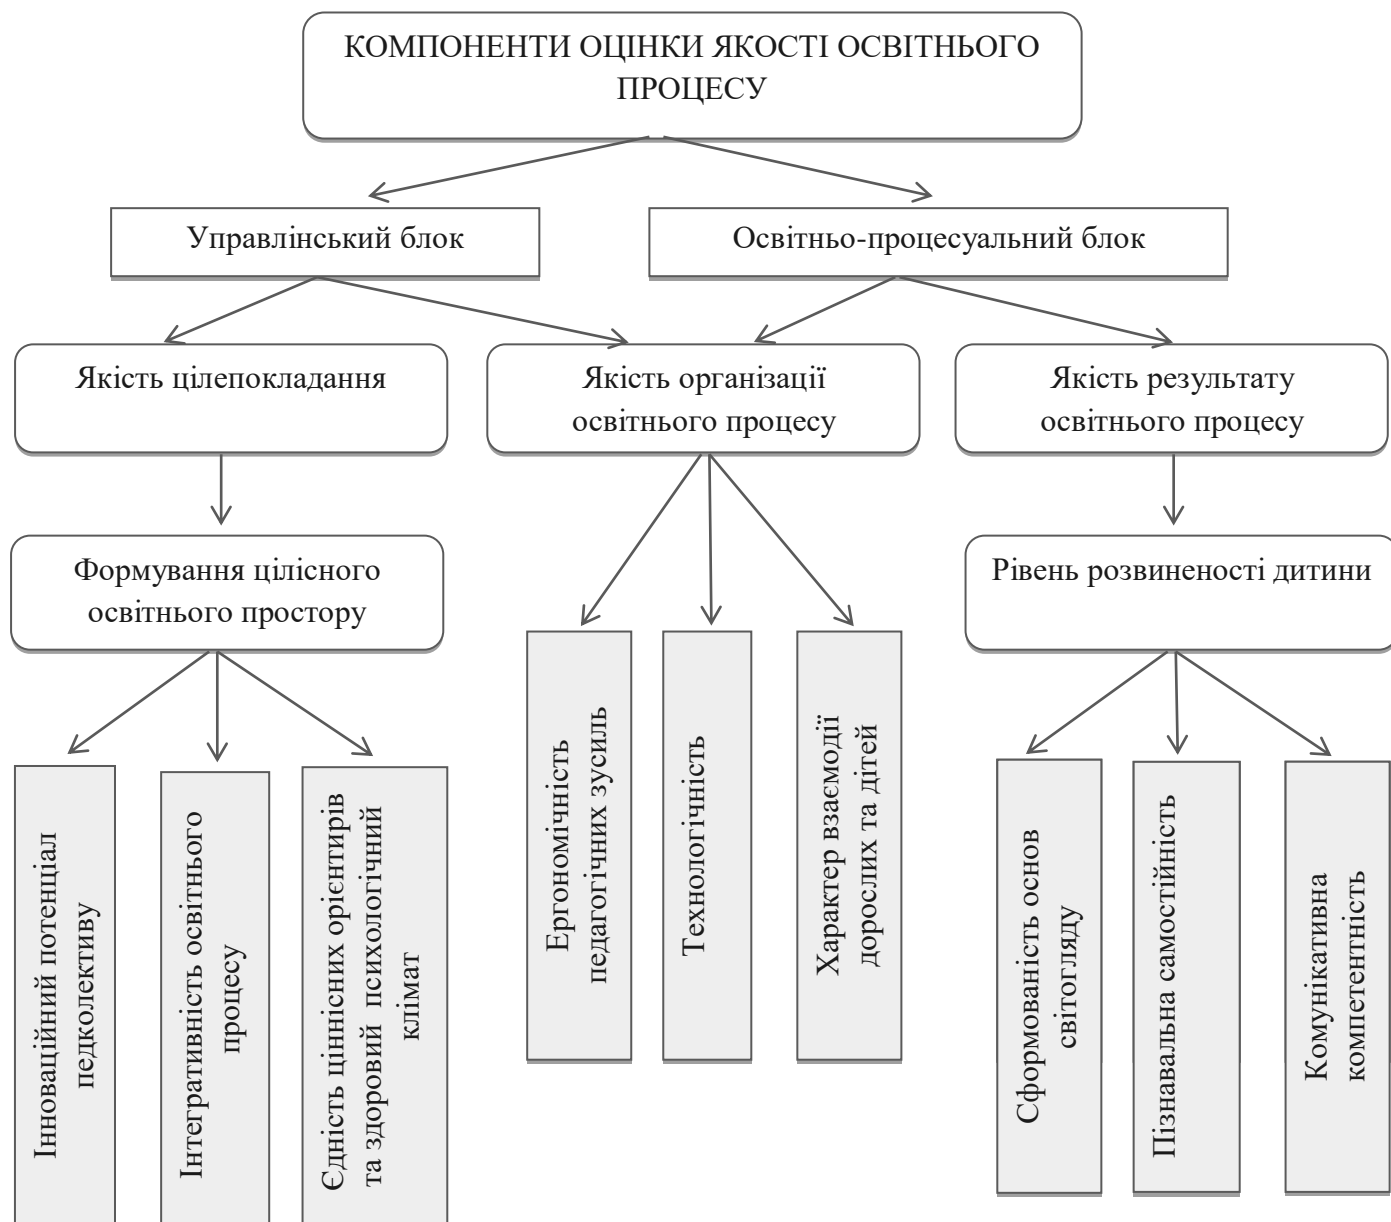 КОМПОНЕНТИ ОЦІНКИ ЯКОСТІ ОСВІТНЬОГО
ПРОЦЕСУ
Управлінський блок
Освітньо-процесуальний блок
Якість цілепокладання
Якість організації
освітнього процесу
Якість результату
освітнього процесу
Формування цілісного
освітнього простору
Рівень розвиненості дитини
Інноваційний потенціал
педколективу
Інтегративність освітнього
процесу
Єдність ціннісних орієнтирів
та здоровий психологічний
клімат
Ергономічність
педагогічних зусиль
Технологічність
Характер взаємодії
дорослих та дітей
Сформованість основ
світогляду
Пізнавальна самостійність
Комунікативна
компетентність